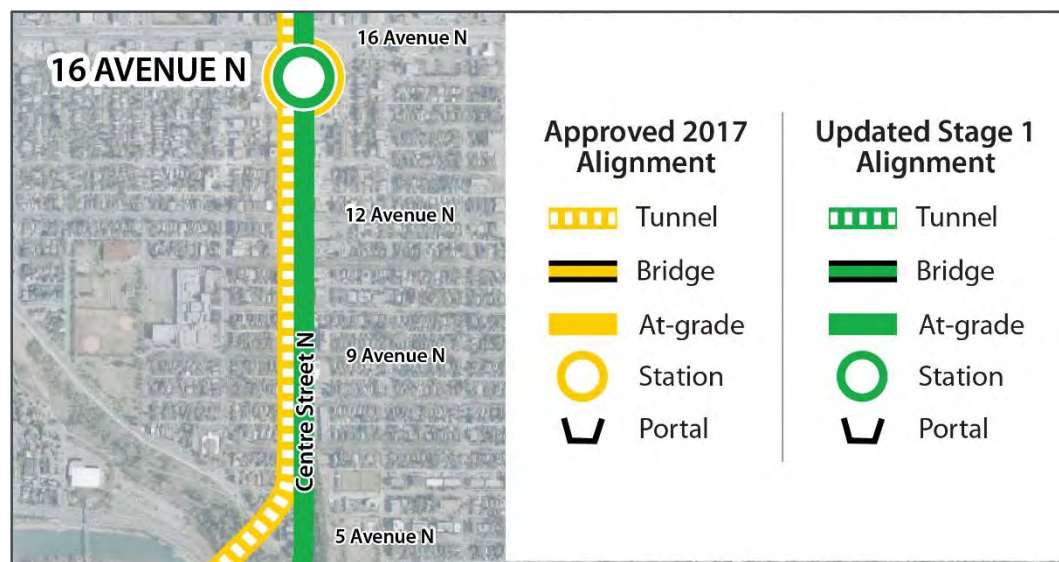 16 Avenue N
16 AVENUE N
12 Avenue N
9 Avenue N
Centre Street N
5 Avenue N
Approved 2017
Alignment
Tunnel
Bridge
At-grade
Station
Portal
Updated Stage 1
Alignment
Tunnel
Bridge
At-grade
Station
Portal